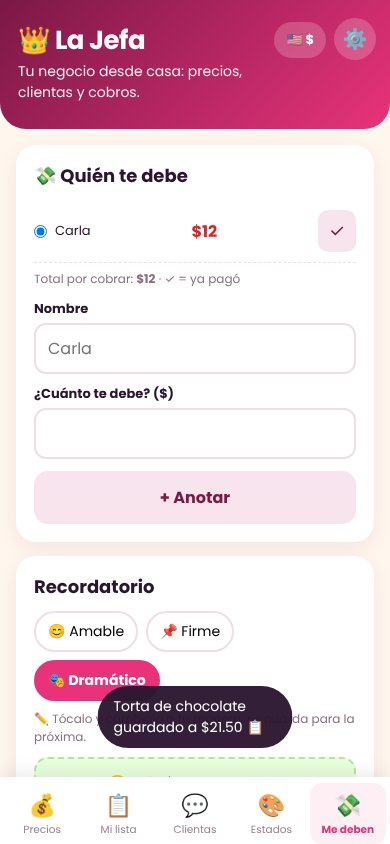 👑 La Jefa
🇺🇸 $
⚙️
Tu negocio desde casa: precios,
clientas y cobros.
💸 Quién te debe
Carla
$12
✓
Total por cobrar: $12 · ✓ = ya pagó
Nombre
Carla
¿Cuánto te debe? ($)
+ Anotar
Recordatorio
😊 Amable
📌 Firme
🎭 Dramático
✏️ Tócalo
da para la
próxima.
Torta de chocolate
guardado a $21.50 📋
Precios
Mi lista
Clientas
Estados
Me deben